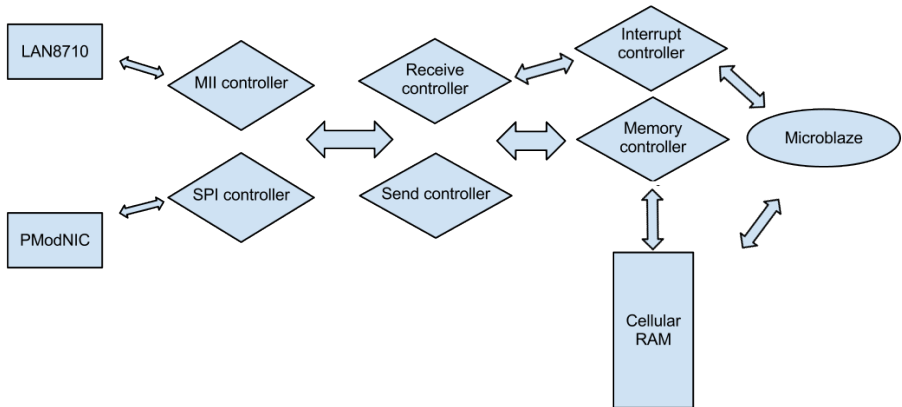 LAN8710
MII controller
Receive
controller
Interrupt
controller
Memory
controller
Microblaze
SPI controller
Send controller
PModNIC
Cellular
RAM